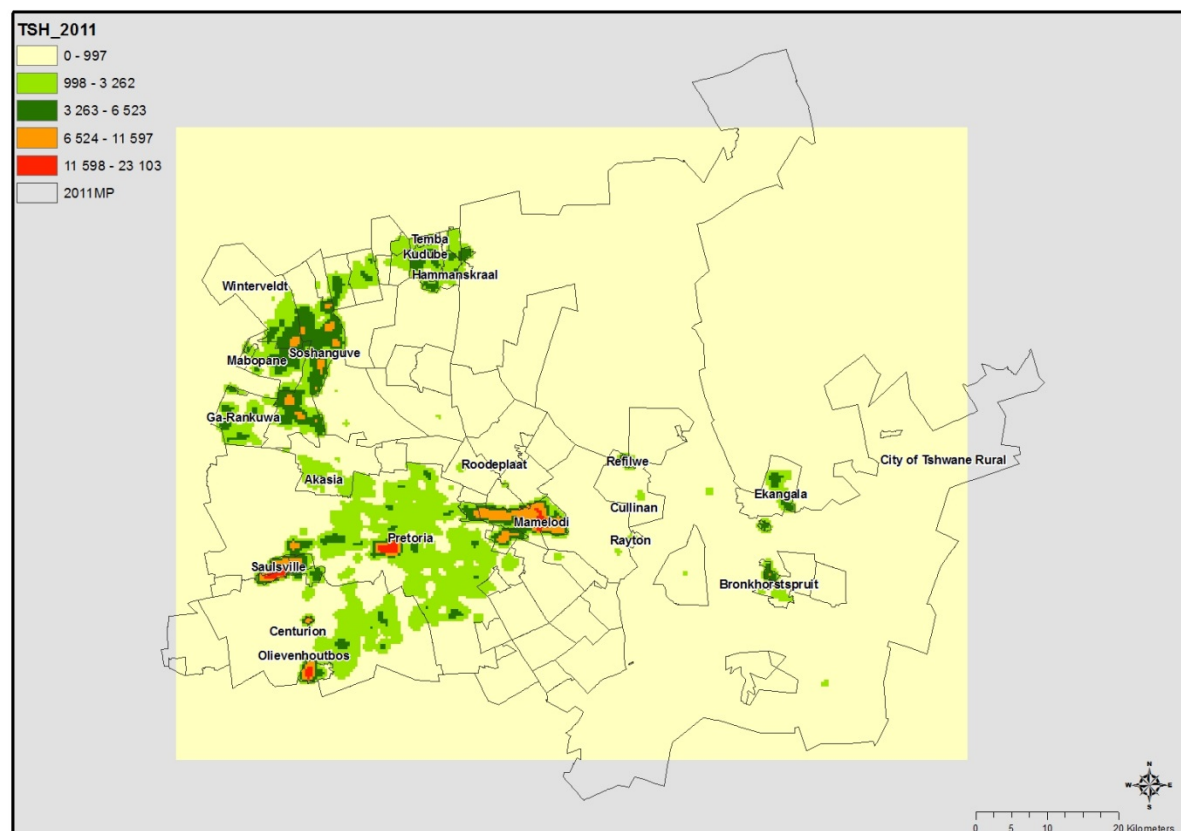 TSH_2011
0 - 997
998 - 3 262
3 263 - 6 523
6 524 - 11 597
11 598 - 23 103
2011MP
Temba
Kudube
Hammanskraal
Winterveldt
Mabopane
Soshanguve
Ga-Rankuwa
Akasia
Roodeplaat
Refilwe
City of Tshwane Rural
Ekangala
Cullinan
Mamelodi
Pretoria
Rayton
Saulsville
Bronkhorstspruit
Centurion
Olievenhoutbos
N
W E
S
0 5 10 20 Kilometers